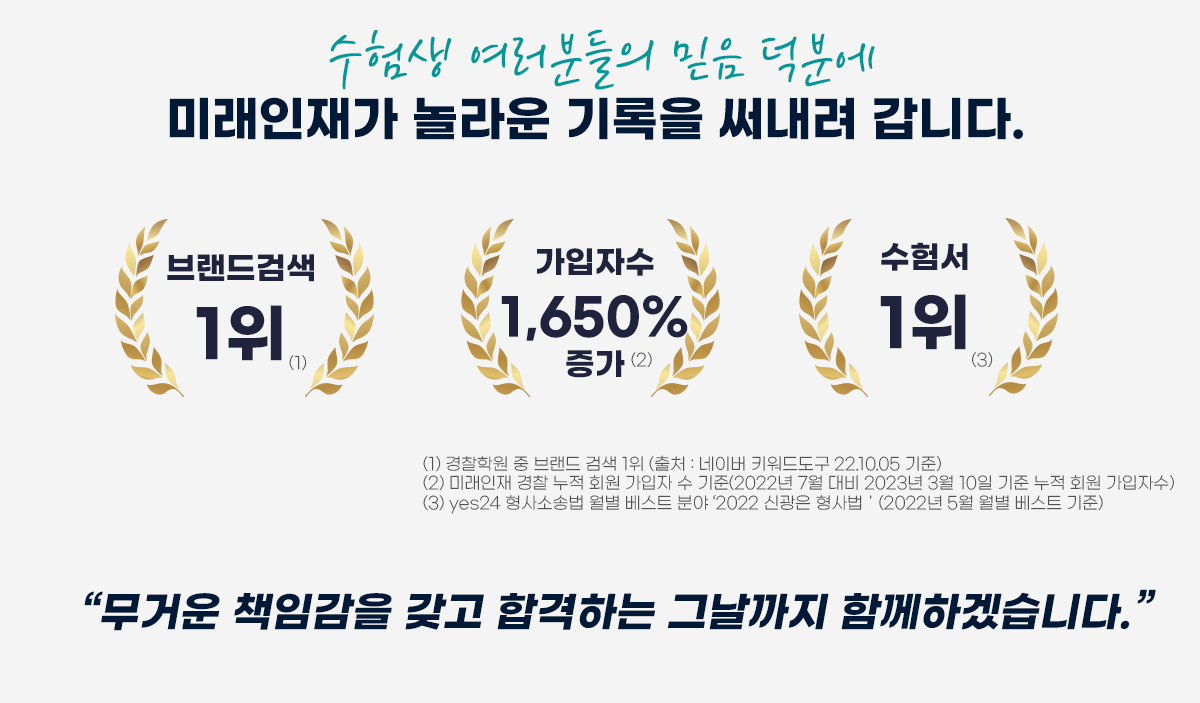 수험생 여러분들의 믿음 덕분에
미래인재가 놀라운 기록을 써내려 갑니다.
브랜드검색
1위 (1)
가입자수
1,650%
증가 (2)
수험서
1위 (3)
(1) 경찰학원 중 브랜드 검색 1위 (출처 : 네이버 키워드도구 22.10.05 기준)
(2) 미래인재 경찰 누적 회원 가입자 수 기준(2022년 7월 대비 2023년 3월 10일 기준 누적 회원 가입자수)
(3) yes24 형사소송법 월별 베스트 분야 ‘2022 신광은 형사법 ' (2022년 5월 월별 베스트 기준)
“무거운 책임감을 갖고 합격하는 그날까지 함께하겠습니다.”